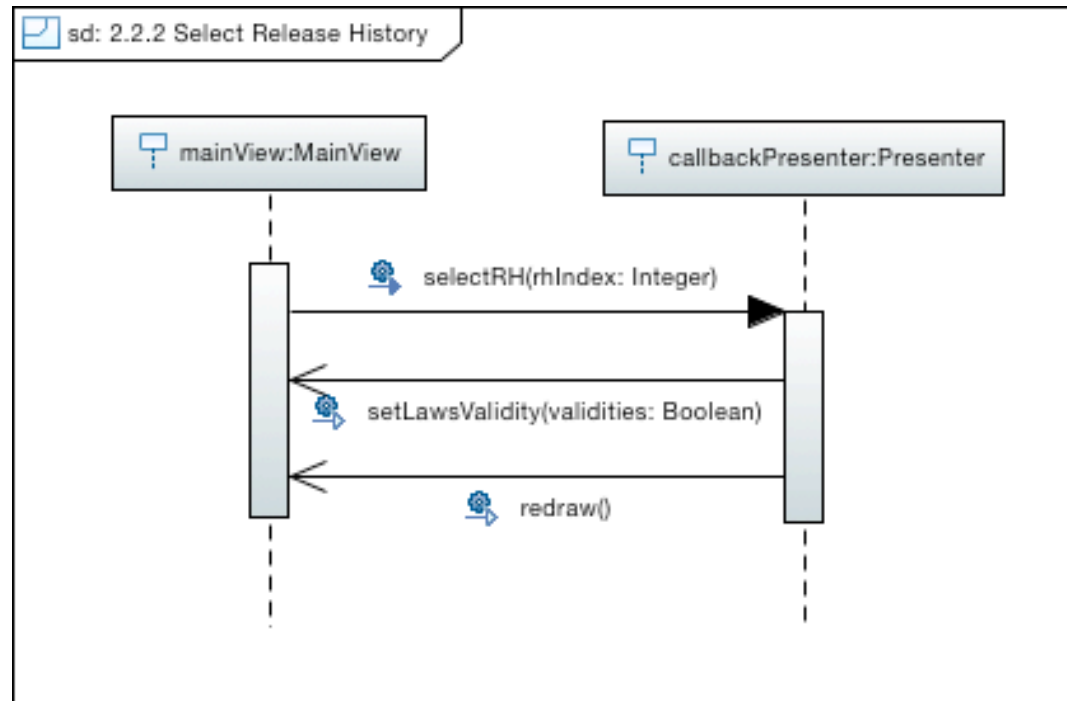 sd: 2.2.2 Select Release History
mainView:MainView
callbackPresenter:Presenter
selectRH(rhIndex: Integer)
setLawsValidity(validities: Boolean)
redraw()